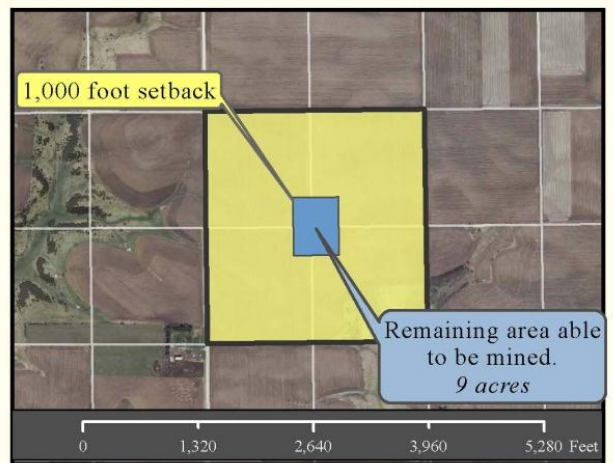 1,000 foot setback
Remaining area able
to be mined.
9 acres
0 1,320 2,640 3,960 5,280 Feet